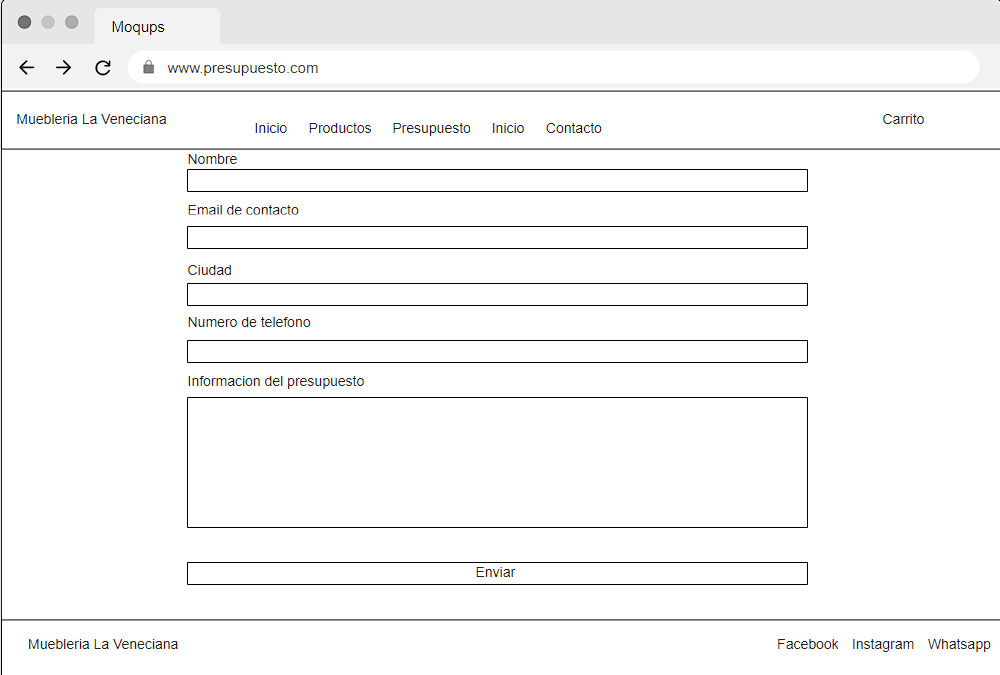 Moqups
www.presupuesto.com
Muebleria La Veneciana
Inicio Productos Presupuesto Inicio Contacto
Carrito
Nombre
Email de contacto
Ciudad
Numero de telefono
Informacion del presupuesto
Enviar
Muebleria La Veneciana
Facebook Instagram Whatsapp